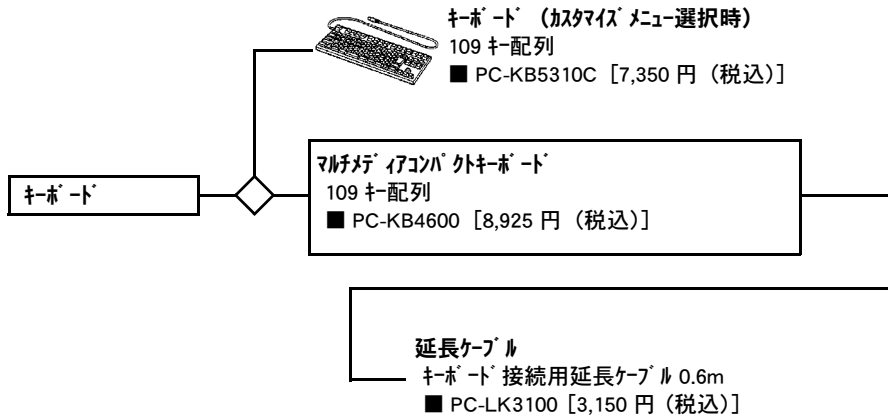 ｷｰﾎﾞｰﾄﾞ（ｶｽﾀﾏｲｽﾞﾒﾆｭｰ選択時）
109 ｷｰ配列
■ PC-KB5310C［7,350 円（税込）］
ﾏﾙﾁﾒﾃﾞｨｱｺﾝﾊﾟｸﾄｷｰﾎﾞｰﾄﾞ
109 ｷｰ配列
■ PC-KB4600［8,925 円（税込）］
ｷｰﾎﾞｰﾄﾞ
延長ｹｰﾌﾞﾙ
ｷｰﾎﾞｰﾄﾞ接続用延長ｹｰﾌﾞﾙ 0.6m
■ PC-LK3100［3,150 円（税込）］